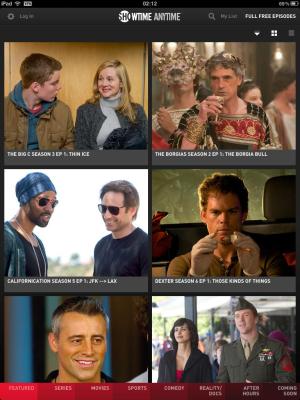 iPad VPN 02:12 69%
Log In SHOWTIME ANYTIME My List FULL FREE EPISODES
THE BIG C SEASON 3 EP 1: THIN ICE
THE BORGIAS SEASON 2 EP 1: THE BORGIA BULL
CALIFORNICATION SEASON 5 EP 1: JFK --> LAX
DEXTER SEASON 6 EP 1: THOSE KINDS OF THINGS
FEATURED SERIES MOVIES SPORTS COMEDY REALITY/ AFTER COMING
DOCS HOURS SOON